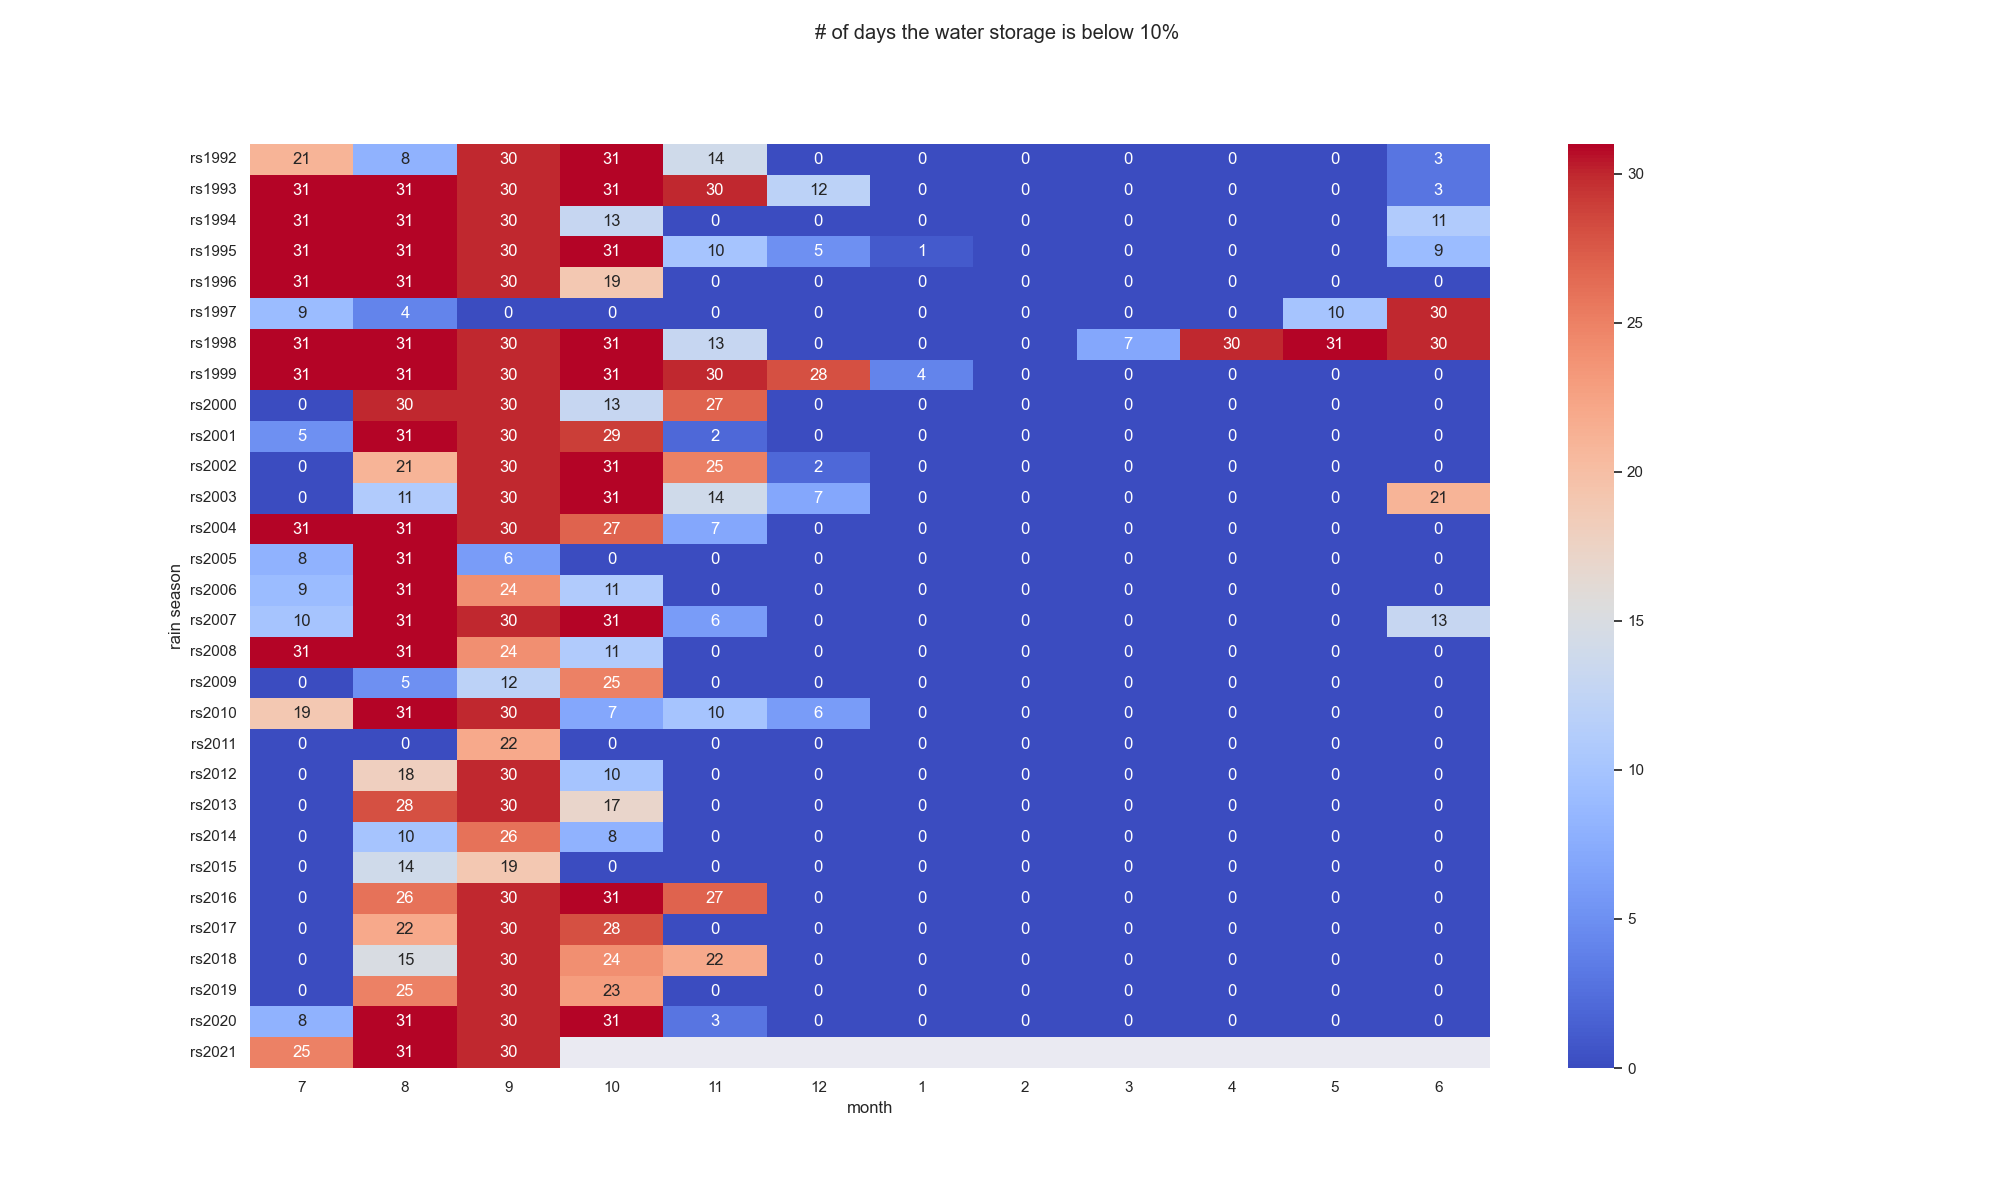 # of days the water storage is below 10%
rs1992 21 8 30 31 14 0 0 0 0 0 0 3
rs1993 31 31 30 31 30 12 0 0 0 0 0 3
rs1994 31 31 30 13 0 0 0 0 0 0 0 11
rs1995 31 31 30 31 10 5 1 0 0 0 0 9
rs1996 31 31 30 19 0 0 0 0 0 0 0 0
rs1997 9 4 0 0 0 0 0 0 0 0 10 30
rs1998 31 31 30 31 13 0 0 0 7 30 31 30
rs1999 31 31 30 31 30 28 4 0 0 0 0 0
rs2000 0 30 30 13 27 0 0 0 0 0 0 0
rs2001 5 31 30 29 2 0 0 0 0 0 0 0
rs2002 0 21 30 31 25 2 0 0 0 0 0 0
rs2003 0 11 30 31 14 7 0 0 0 0 0 21
rs2004 31 31 30 27 7 0 0 0 0 0 0 0
rs2005 8 31 6 0 0 0 0 0 0 0 0 0
rs2006 9 31 24 11 0 0 0 0 0 0 0 0
rs2007 10 31 30 31 6 0 0 0 0 0 0 13
rs2008 31 31 24 11 0 0 0 0 0 0 0 0
rs2009 0 5 12 25 0 0 0 0 0 0 0 0
rs2010 19 31 30 7 10 6 0 0 0 0 0 0
rs2011 0 0 22 0 0 0 0 0 0 0 0 0
rs2012 0 18 30 10 0 0 0 0 0 0 0 0
rs2013 0 28 30 17 0 0 0 0 0 0 0 0
rs2014 0 10 26 8 0 0 0 0 0 0 0 0
rs2015 0 14 19 0 0 0 0 0 0 0 0 0
rs2016 0 26 30 31 27 0 0 0 0 0 0 0
rs2017 0 22 30 28 0 0 0 0 0 0 0 0
rs2018 0 15 30 24 22 0 0 0 0 0 0 0
rs2019 0 25 30 23 0 0 0 0 0 0 0 0
rs2020 8 31 30 31 3 0 0 0 0 0 0 0
rs2021 25 31 30
7 8 9 10 11 12 1 2 3 4 5 6
month
rain season
30
25
20
15
10
5
0